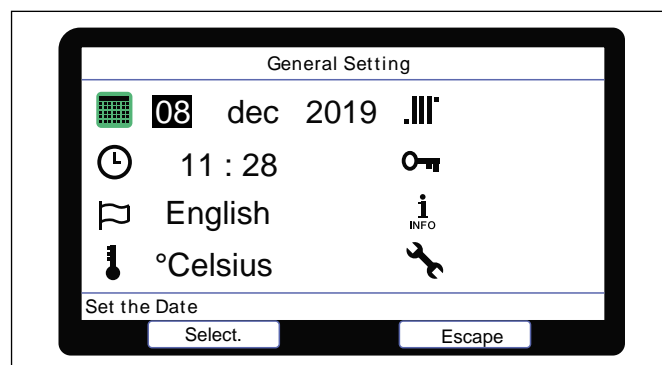 General Setting
08 dec 2019
11 : 28
English
INFO
°Celsius
Set the Date
Select. Escape